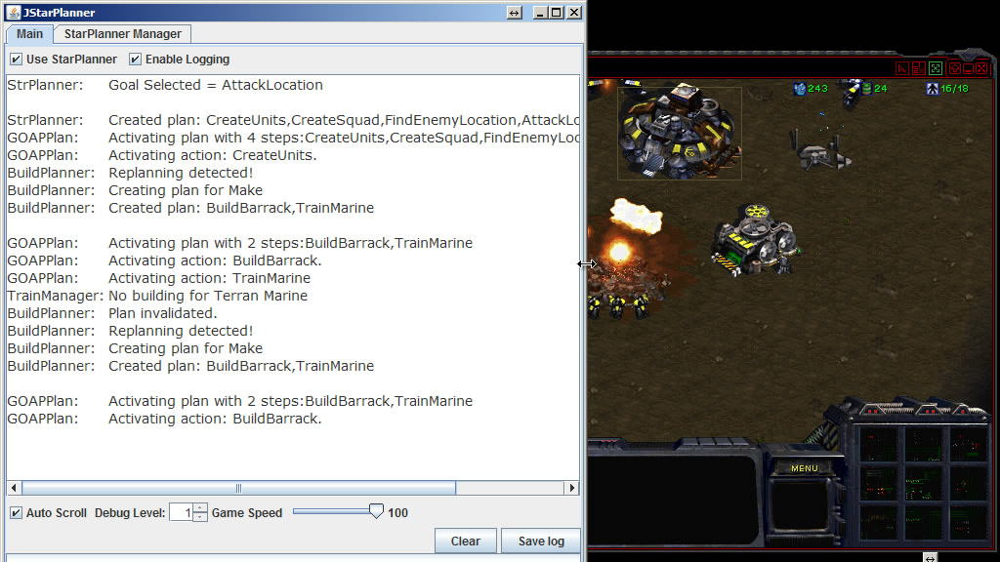 JStarPlanner
Main StarPlanner Manager
Use StarPlanner Enable Logging
StrPlanner: Goal Selected = AttackLocation
StrPlanner: Created plan: CreateUnits,CreateSquad,FindEnemyLocation,AttackLo
GOAPPlan: Activating plan with 4 steps:CreateUnits,CreateSquad,FindEnemyLoc
GOAPPlan: Activating action: CreateUnits.
BuildPlanner: Replanning detected!
BuildPlanner: Creating plan for Make
BuildPlanner: Created plan: BuildBarrack,TrainMarine
GOAPPlan: Activating plan with 2 steps:BuildBarrack,TrainMarine
GOAPPlan: Activating action: BuildBarrack.
GOAPPlan: Activating action: TrainMarine
TrainManager: No building for Terran Marine
BuildPlanner: Plan invalidated.
BuildPlanner: Replanning detected!
BuildPlanner: Creating plan for Make
BuildPlanner: Created plan: BuildBarrack,TrainMarine
GOAPPlan: Activating plan with 2 steps:BuildBarrack,TrainMarine
GOAPPlan: Activating action: BuildBarrack.
Auto Scroll Debug Level: 1 Game Speed 100
Clear Save log
243 24 16/18
MENU